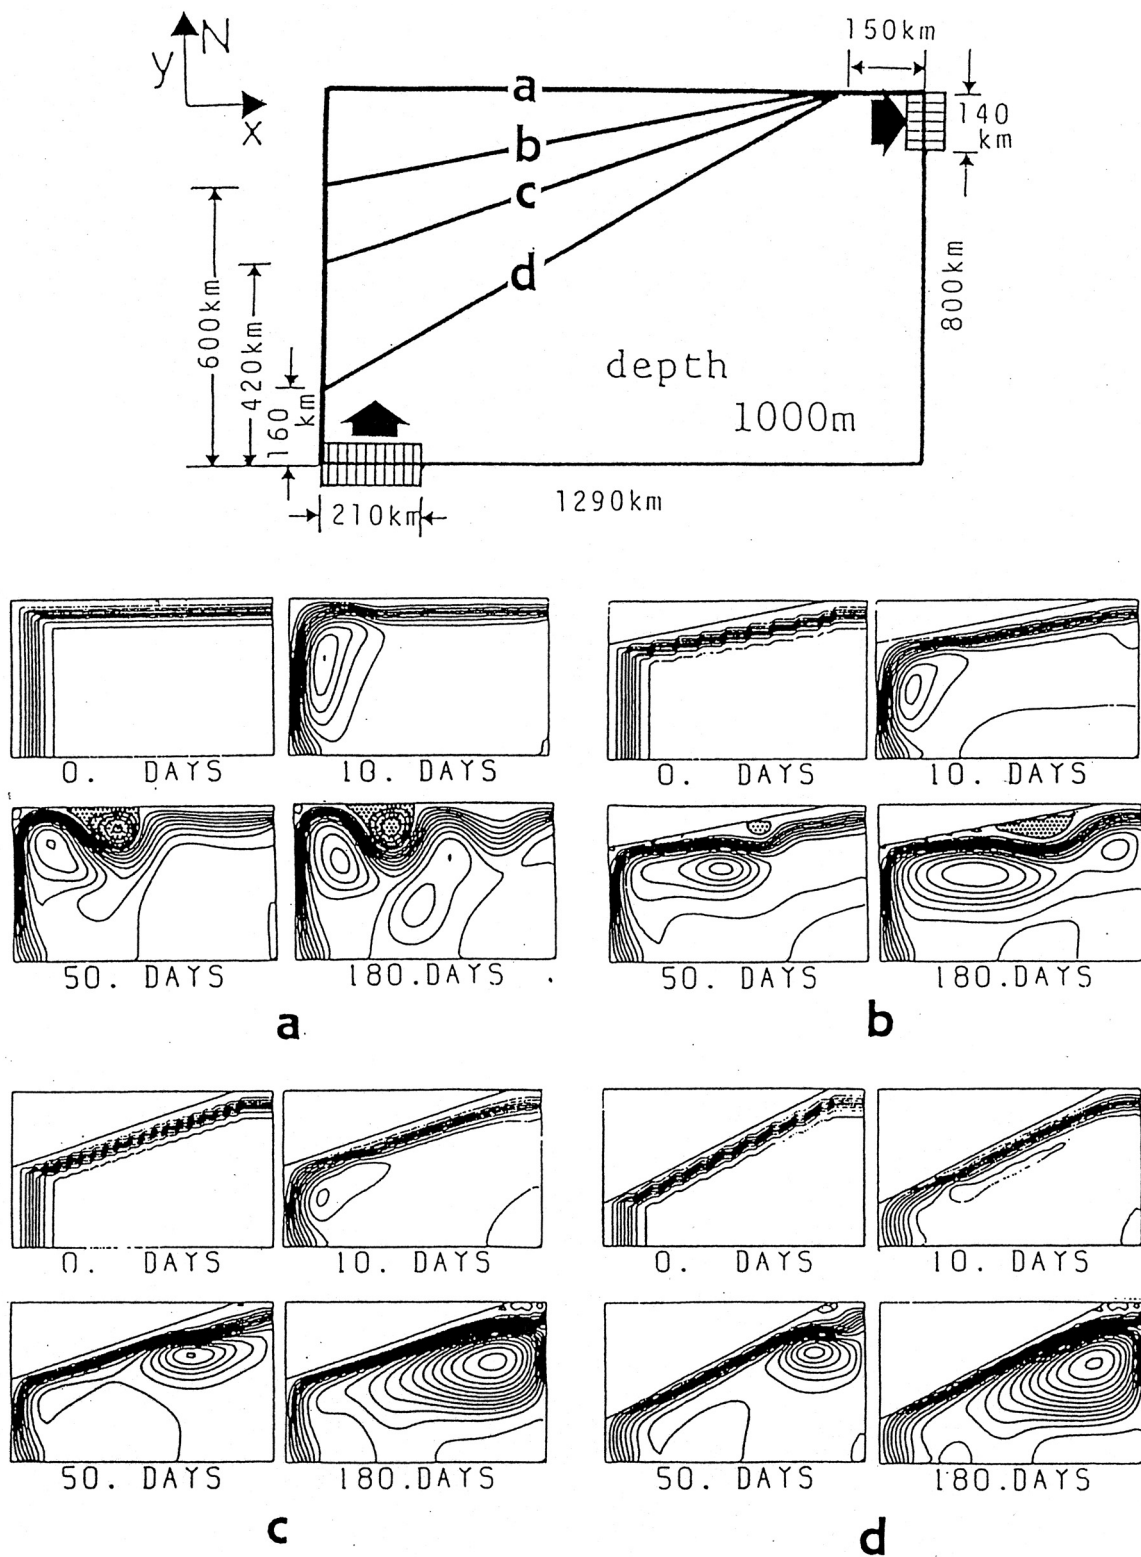 N
y
x
150km
140
km
a
b
c
d
600km
420km
160
km
800km
depth
1000m
210km
1290km
0. DAYS
10. DAYS
0. DAYS
10. DAYS
50. DAYS
180.DAYS
50. DAYS
180.DAYS
a
b
0. DAYS
10. DAYS
0. DAYS
10. DAYS
50. DAYS
180.DAYS
50. DAYS
180.DAYS
c
d